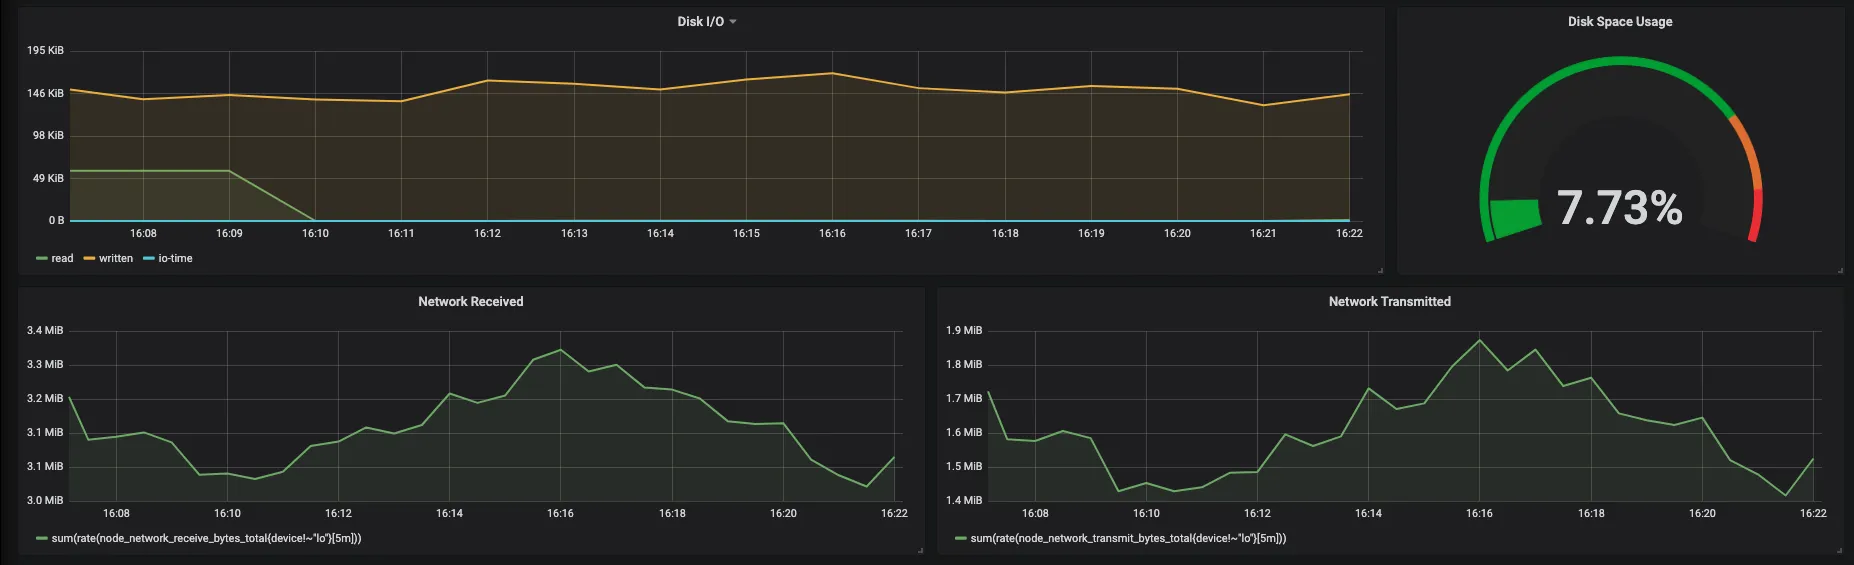 Disk I/O
195 KiB
146 KiB
98 KiB
49 KiB
0 B
16:08 16:09 16:10 16:11 16:12 16:13 16:14 16:15 16:16 16:17 16:18 16:19 16:20 16:21 16:22
read written io-time
Disk Space Usage
7.73%
Network Received
3.4 MiB
3.3 MiB
3.2 MiB
3.1 MiB
3.1 MiB
3.0 MiB
16:08 16:10 16:12 16:14 16:16 16:18 16:20 16:22
sum(rate(node_network_receive_bytes_total{device!~"lo"}[5m]))
Network Transmitted
1.9 MiB
1.8 MiB
1.7 MiB
1.6 MiB
1.5 MiB
1.4 MiB
16:08 16:10 16:12 16:14 16:16 16:18 16:20 16:22
sum(rate(node_network_transmit_bytes_total{device!~"lo"}[5m]))